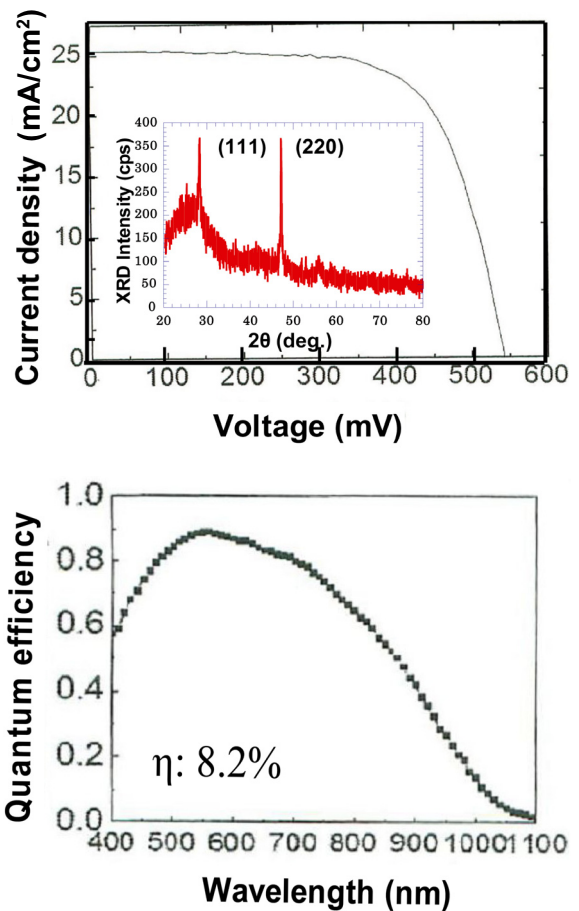 Current density (mA/cm²)
25
20
15
10
5
0
0 100 200 300 400 500 600
Voltage (mV)
XRD Intensity (cps)
400
350
300
250
200
150
100
50
0
(111) (220)
20 30 40 50 60 70 80
2θ (deg.)
Quantum efficiency
1.0
0.8
0.6
0.4
0.2
0.0
η: 8.2%
400 500 600 700 800 900 1000 1100
Wavelength (nm)